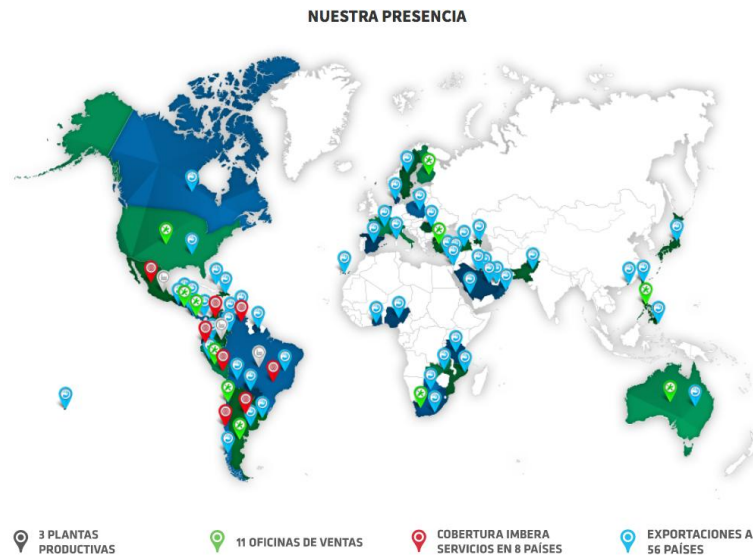 NUESTRA PRESENCIA
3 PLANTAS
PRODUCTIVAS
11 OFICINAS DE VENTAS
COBERTURA IMBERA
SERVICIOS EN 8 PAÍSES
EXPORTACIONES A
56 PAÍSES